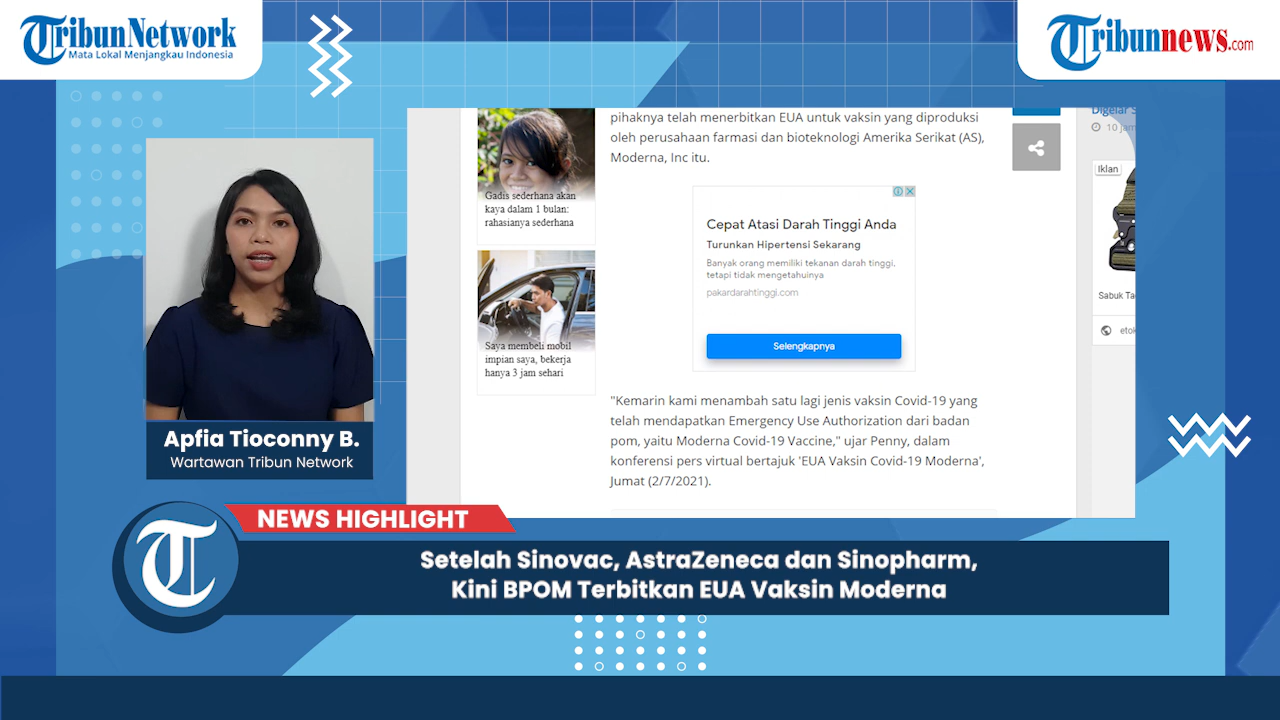 TribunNetwork
Mata Lokal Menjangkau Indonesia
Tribunnews.com
pihaknya telah menerbitkan EUA untuk vaksin yang diproduksi
oleh perusahaan farmasi dan bioteknologi Amerika Serikat (AS),
Moderna, Inc itu.
Digelar
10 jam
Iklan
Gadis sederhana akan
kaya dalam 1 bulan:
rahasianya sederhana
Cepat Atasi Darah Tinggi Anda
Turunkan Hipertensi Sekarang
Banyak orang memiliki tekanan darah tinggi,
tetapi tidak mengetahuinya
pakardarahtinggi.com
Selengkapnya
Sabuk
Saya membeli mobil
impian saya, bekerja
hanya 3 jam sehari
"Kemarin kami menambah satu lagi jenis vaksin Covid-19 yang
telah mendapatkan Emergency Use Authorization dari badan
pom, yaitu Moderna Covid-19 Vaccine," ujar Penny, dalam
konferensi pers virtual bertajuk 'EUA Vaksin Covid-19 Moderna',
Jumat (2/7/2021).
Apfia Tioconny B.
Wartawan Tribun Network
NEWS HIGHLIGHT
T
Setelah Sinovac, AstraZeneca dan Sinopharm,
Kini BPOM Terbitkan EUA Vaksin Moderna